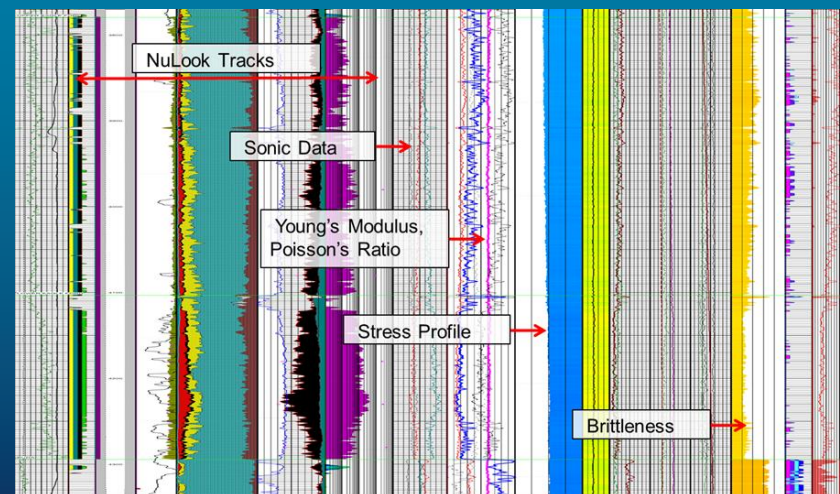 NuLook Tracks
Sonic Data
Young's Modulus,
Poisson's Ratio
Stress Profile
Brittleness